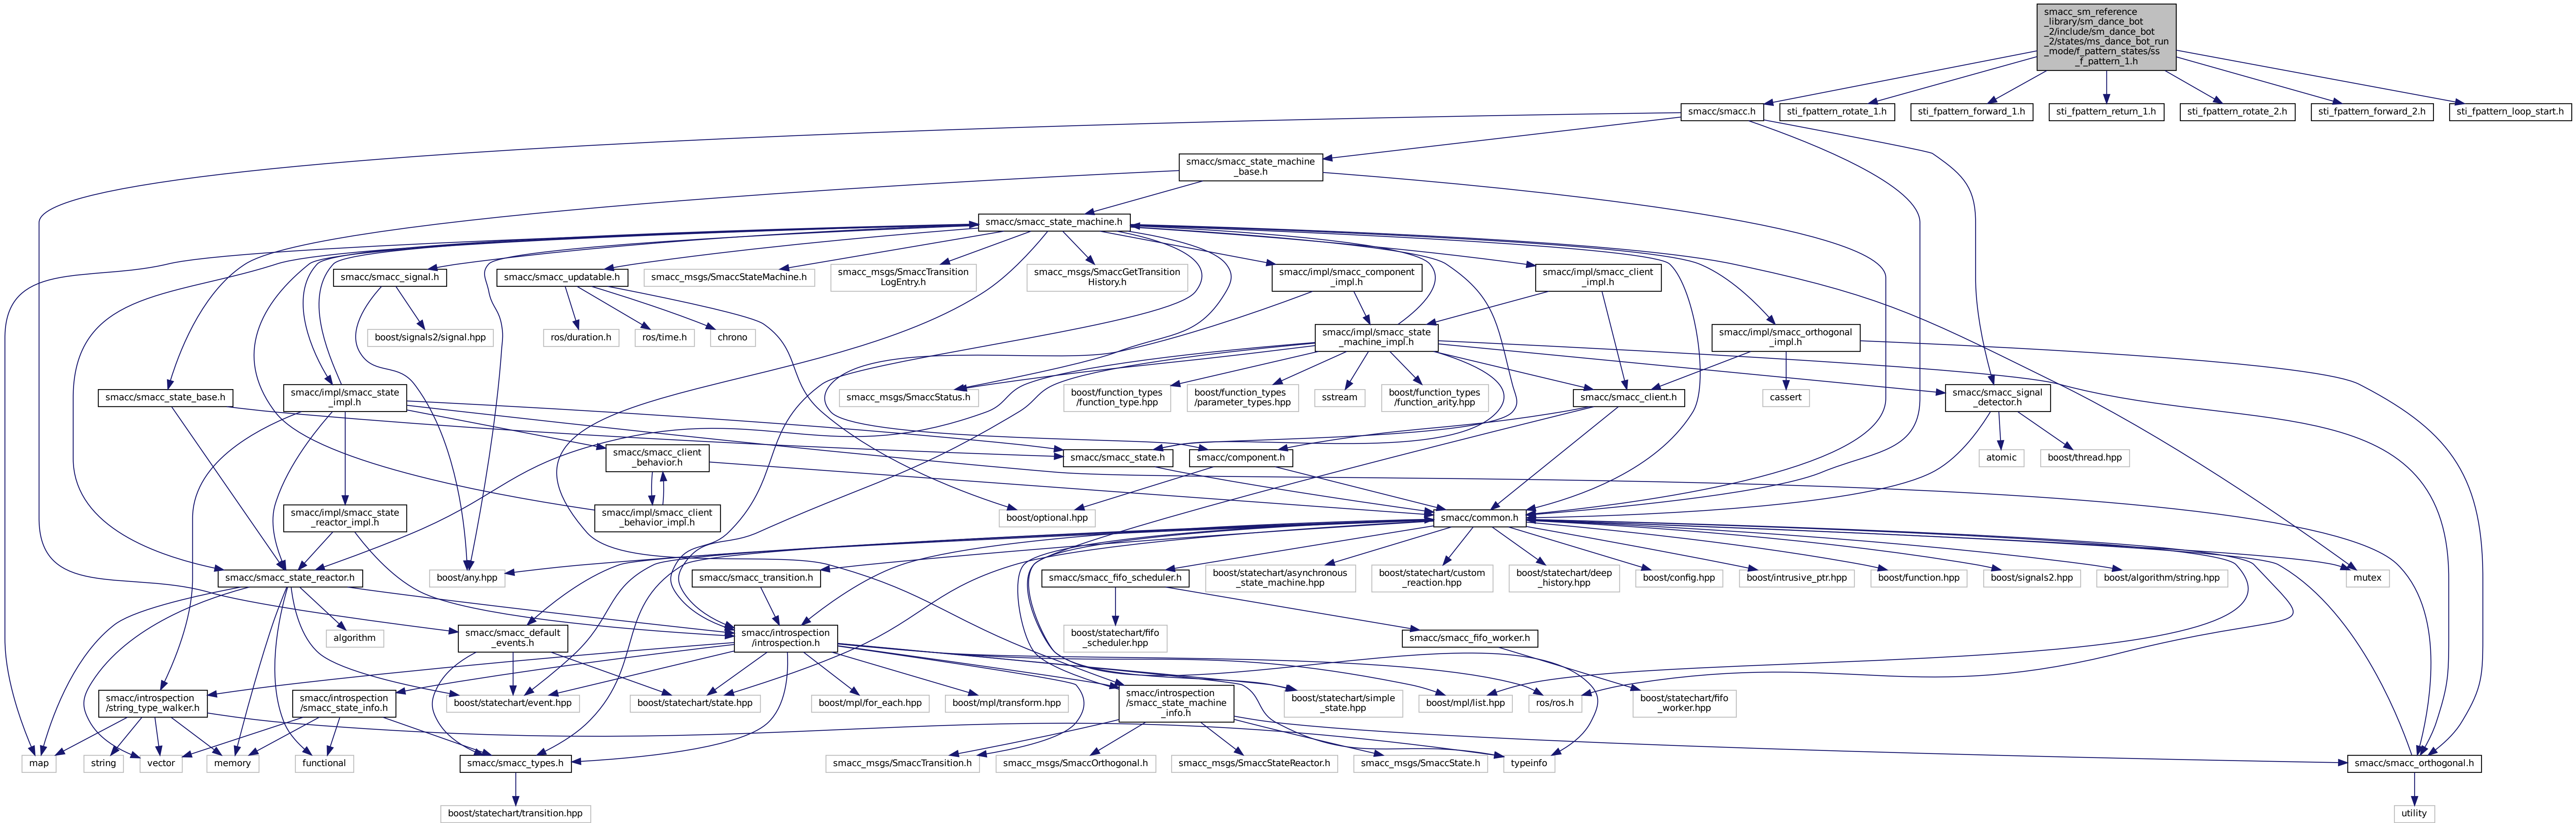 smacc_sm_reference
_library/sm_dance_bot
_2/include/sm_dance_bot
_2/states/ms_dance_bot_run
_mode/f_pattern_states/ss
_f_pattern_1.h
smacc/smacc.h
sti_fpattern_rotate_1.h
sti_fpattern_forward_1.h
sti_fpattern_return_1.h
sti_fpattern_rotate_2.h
sti_fpattern_forward_2.h
sti_fpattern_loop_start.h
smacc/smacc_state_machine
_base.h
smacc/smacc_state_machine.h
smacc/smacc_signal.h
smacc/smacc_updatable.h
smacc_msgs/SmaccStateMachine.h
smacc_msgs/SmaccTransition
LogEntry.h
smacc_msgs/SmaccGetTransition
History.h
smacc/impl/smacc_component
_impl.h
smacc/impl/smacc_client
_impl.h
boost/signals2/signal.hpp
ros/duration.h
ros/time.h
chrono
smacc/impl/smacc_state
_machine_impl.h
smacc/impl/smacc_orthogonal
_impl.h
smacc/smacc_state_base.h
smacc/impl/smacc_state
_impl.h
smacc_msgs/SmaccStatus.h
boost/function_types
/function_type.hpp
boost/function_types
/parameter_types.hpp
sstream
boost/function_types
/function_arity.hpp
smacc/smacc_client.h
cassert
smacc/smacc_signal
_detector.h
smacc/smacc_client
_behavior.h
smacc/smacc_state.h
smacc/component.h
atomic
boost/thread.hpp
smacc/impl/smacc_state
_reactor_impl.h
smacc/impl/smacc_client
_behavior_impl.h
boost/optional.hpp
smacc/common.h
smacc/smacc_state_reactor.h
boost/any.hpp
smacc/smacc_transition.h
smacc/smacc_fifo_scheduler.h
boost/statechart/asynchronous
_state_machine.hpp
boost/statechart/custom
_reaction.hpp
boost/statechart/deep
_history.hpp
boost/config.hpp
boost/intrusive_ptr.hpp
boost/function.hpp
boost/signals2.hpp
boost/algorithm/string.hpp
mutex
algorithm
smacc/smacc_default
_events.h
smacc/introspection
/introspection.h
boost/statechart/fifo
_scheduler.hpp
smacc/smacc_fifo_worker.h
smacc/introspection
/string_type_walker.h
smacc/introspection
/smacc_state_info.h
boost/statechart/event.hpp
boost/statechart/state.hpp
boost/mpl/for_each.hpp
boost/mpl/transform.hpp
smacc/introspection
/smacc_state_machine
_info.h
boost/statechart/simple
_state.hpp
boost/mpl/list.hpp
ros/ros.h
boost/statechart/fifo
_worker.hpp
map
string
vector
memory
functional
smacc/smacc_types.h
smacc_msgs/SmaccTransition.h
smacc_msgs/SmaccOrthogonal.h
smacc_msgs/SmaccStateReactor.h
smacc_msgs/SmaccState.h
typeinfo
smacc/smacc_orthogonal.h
boost/statechart/transition.hpp
utility